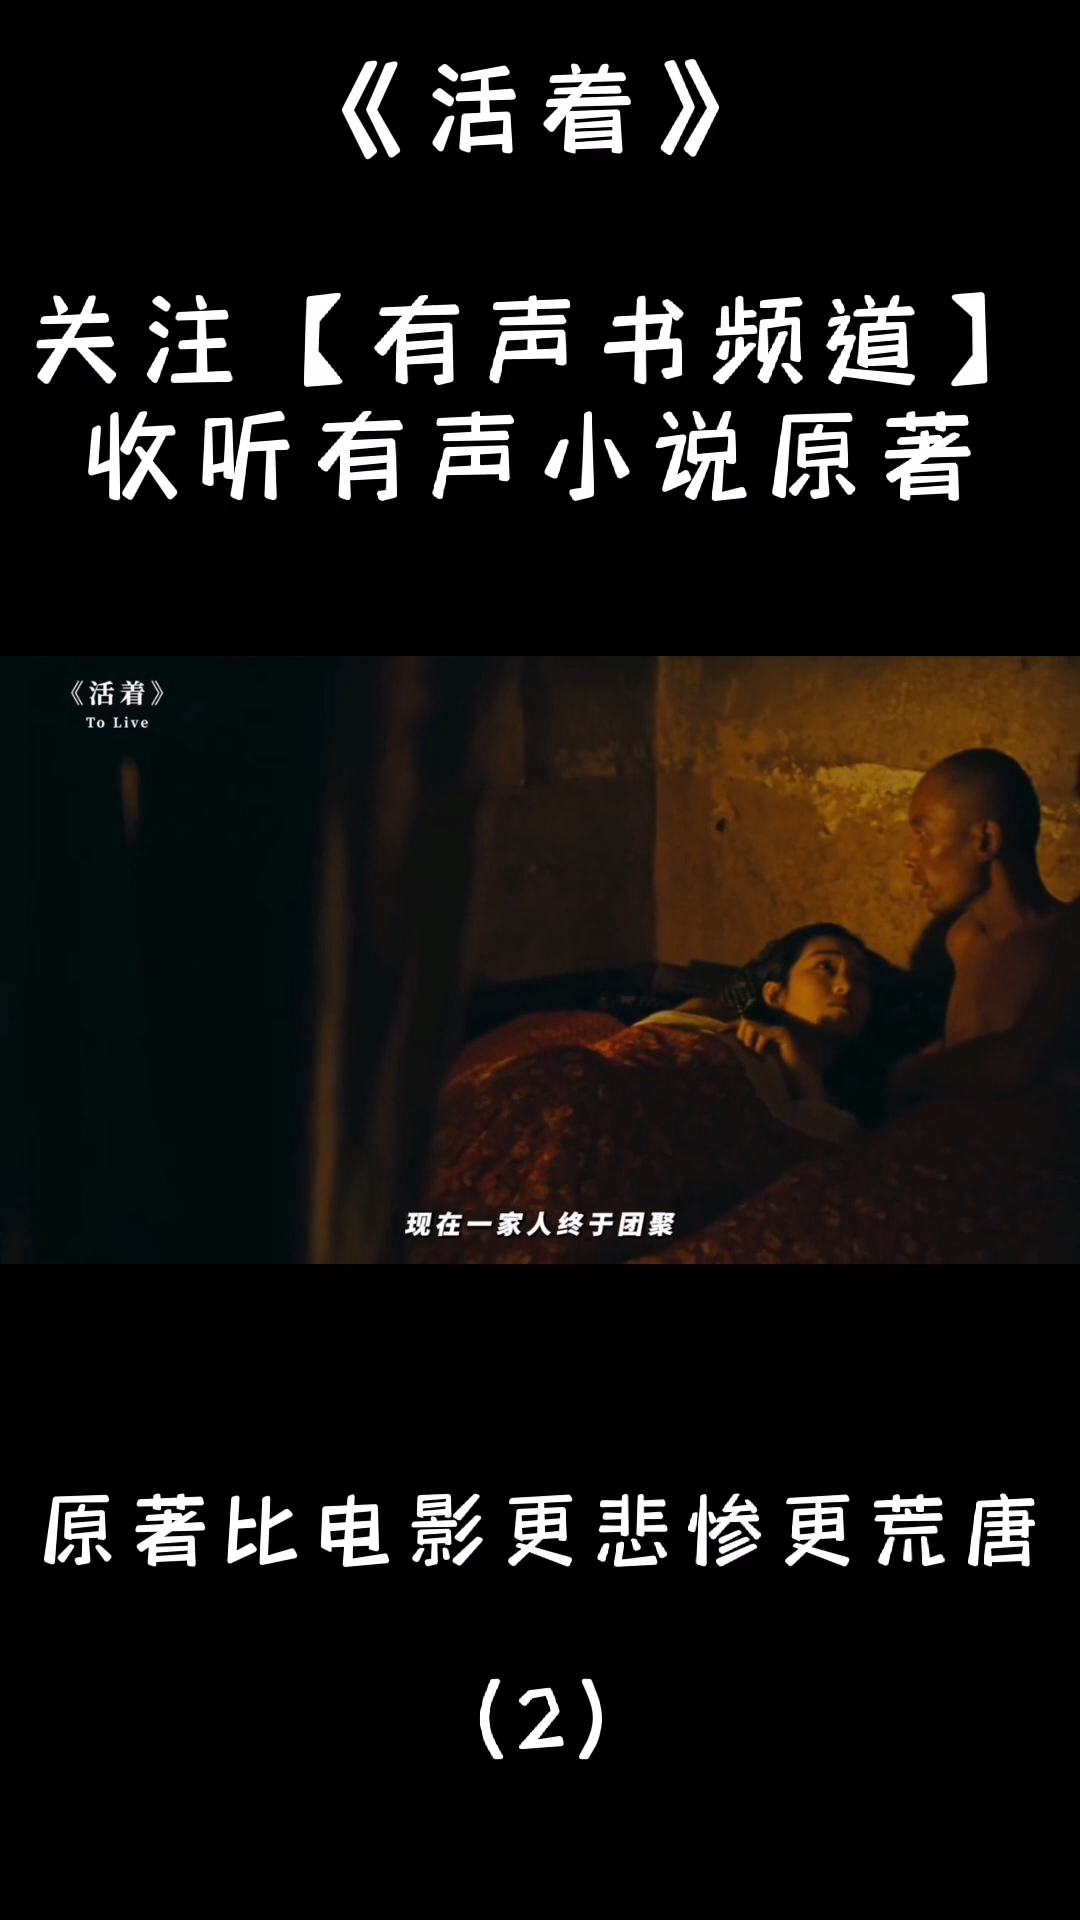 《活着》
关注【有声书频道】
收听有声小说原著
《活着》
To Live
现在一家人终于团聚
原著比电影更悲惨更荒唐
(2)